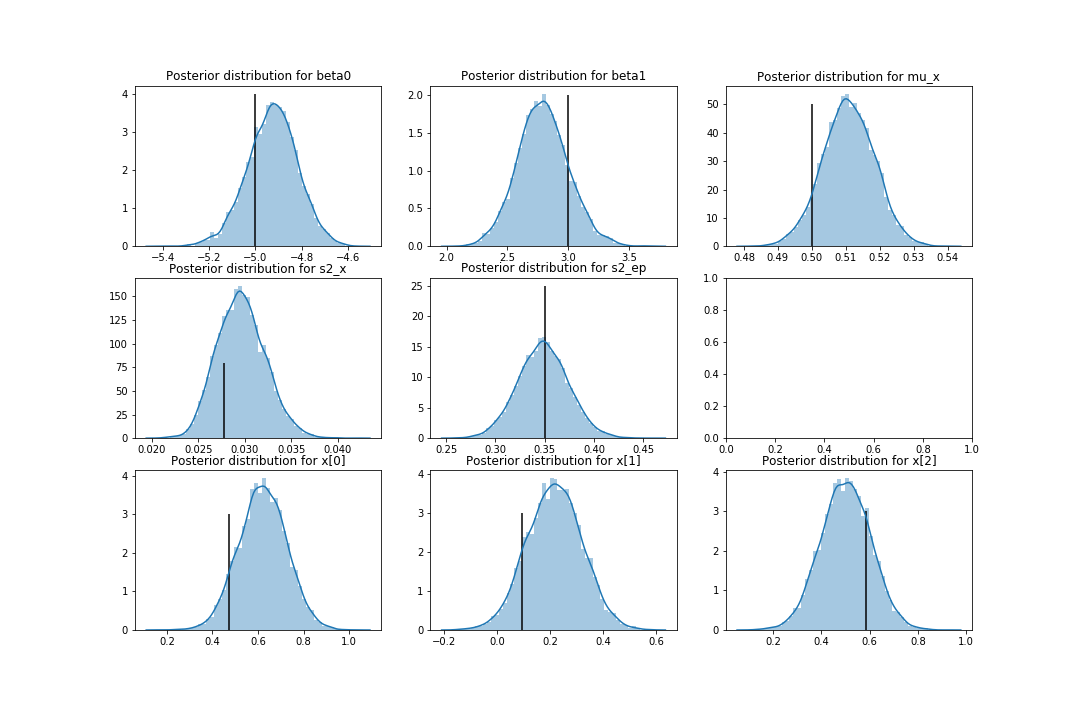 Posterior distribution for beta0
Posterior distribution for beta1
Posterior distribution for mu_x
4
3
2
1
0
−5.4 −5.2 −5.0 −4.8 −4.6
2.0
1.5
1.0
0.5
0.0
2.0 2.5 3.0 3.5
50
40
30
20
10
0
0.48 0.49 0.50 0.51 0.52 0.53 0.54
Posterior distribution for s2_x
Posterior distribution for s2_ep
150
125
100
75
50
25
0
0.020 0.025 0.030 0.035 0.040
25
20
15
10
5
0
0.25 0.30 0.35 0.40 0.45
1.0
0.8
0.6
0.4
0.2
0.0
0.0 0.2 0.4 0.6 0.8 1.0
Posterior distribution for x[0]
Posterior distribution for x[1]
Posterior distribution for x[2]
4
3
2
1
0
0.2 0.4 0.6 0.8 1.0
4
3
2
1
0
−0.2 0.0 0.2 0.4 0.6
4
3
2
1
0
0.2 0.4 0.6 0.8 1.0